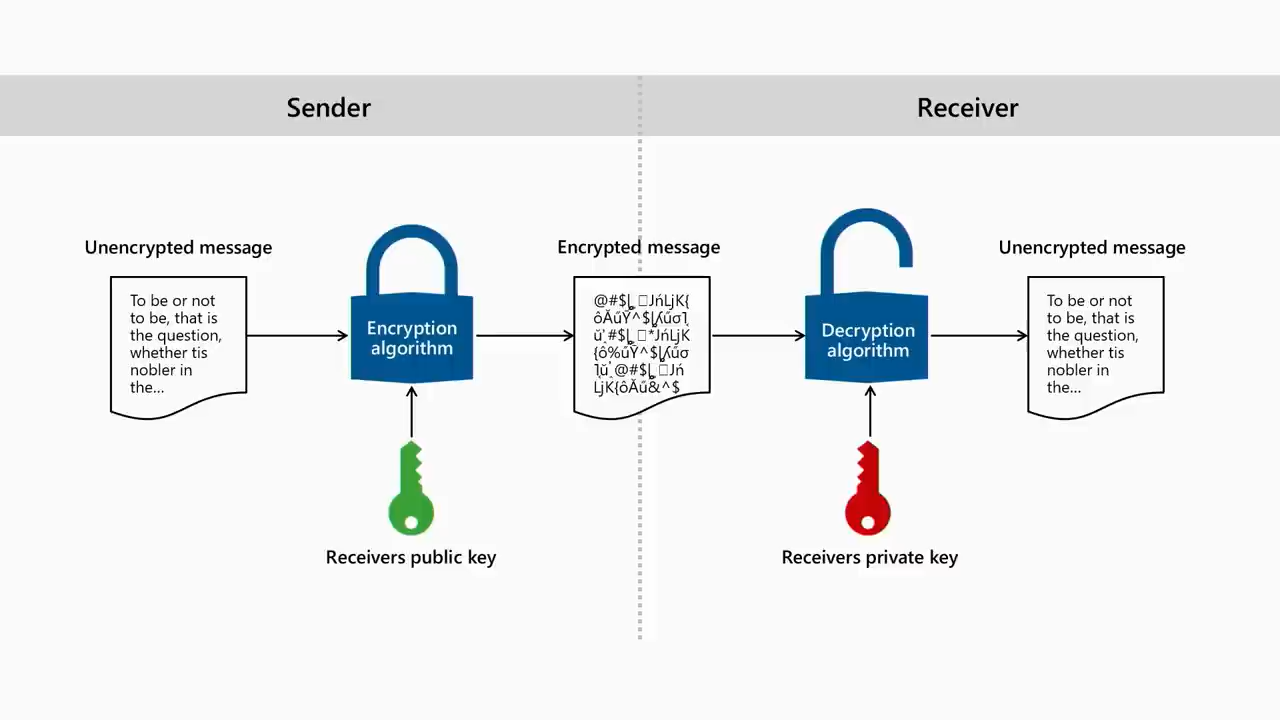 Sender
Receiver
Unencrypted message
To be or not
to be, that is
the question,
whether tis
nobler in
the...
Encryption
algorithm
Receivers public key
Encrypted message
Decryption
algorithm
Receivers private key
Unencrypted message
To be or not
to be, that is
the question,
whether tis
nobler in
the...